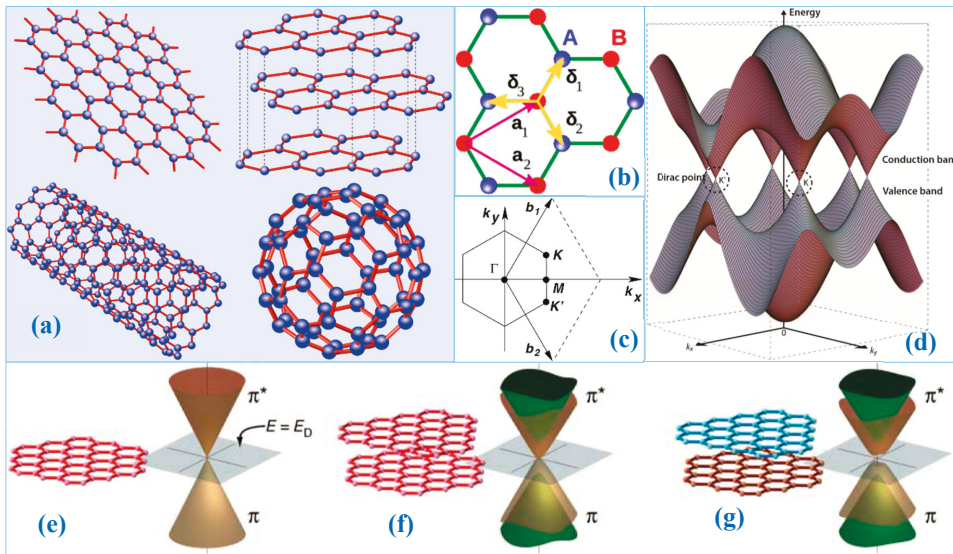 (a)
A
B
δ1
δ3
δ2
a1
a2
(b)
ky
b1
Γ
K
M
K'
kx
b2
(c)
Energy
Conduction band
Dirac point
K'
K
Valence band
0
kx
ky
(d)
π*
E = ED
π
(e)
π*
π
(f)
π*
π
(g)